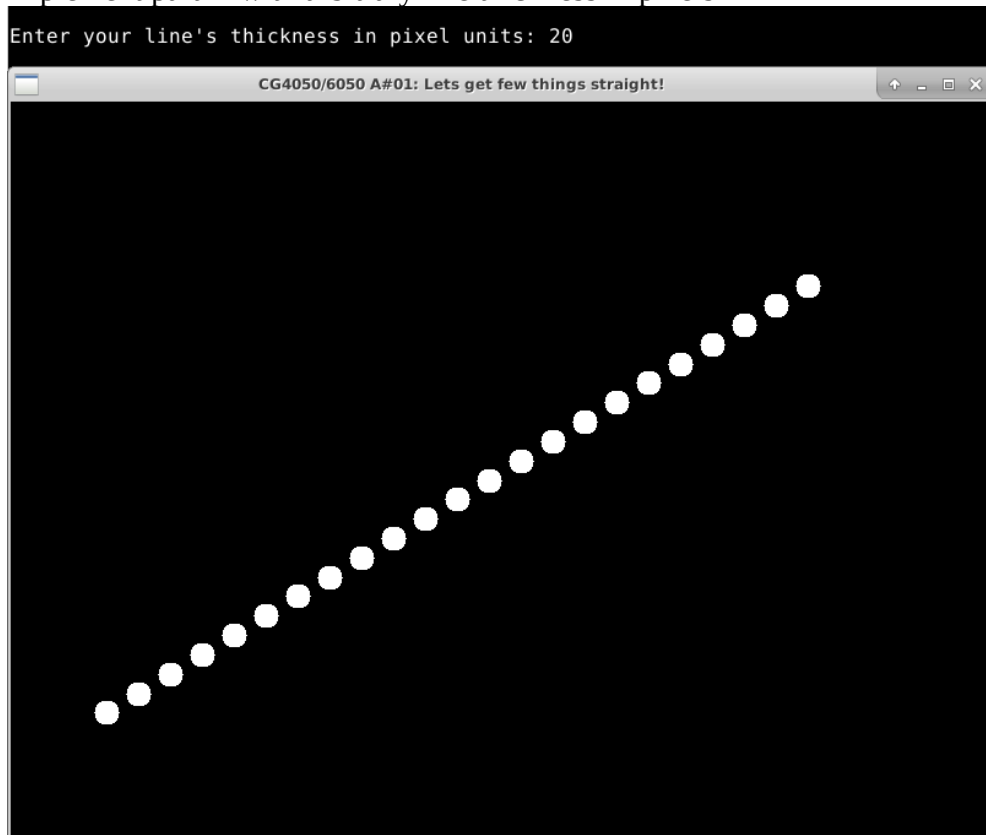 Enter your line's thickness in pixel units: 20
CG4050/6050 A#01: Lets get few things straight!